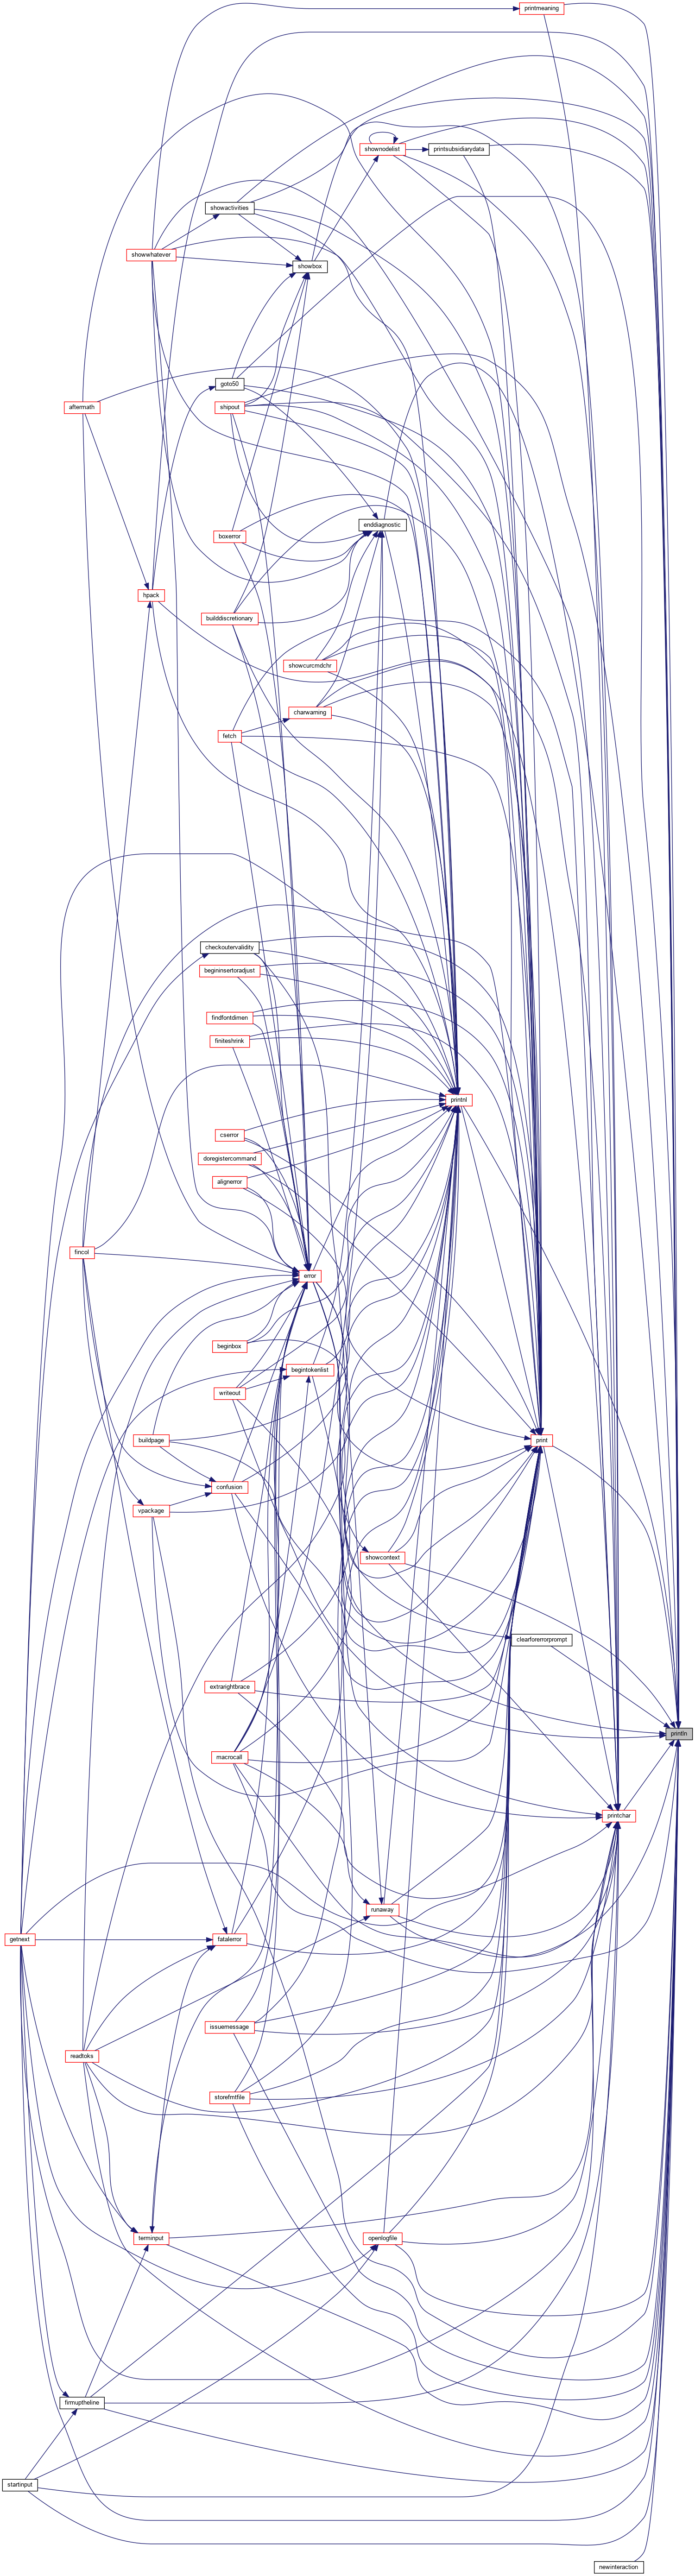 printmeaning
shownodelist
printsubsidiarydata
showactivities
showwhatever
showbox
goto50
aftermath
shipout
enddiagnostic
boxerror
hpack
builddiscretionary
showcurcmdchr
charwarning
fetch
checkoutervalidity
begininsertoradjust
findfontdimen
finiteshrink
printnl
cserror
doregistercommand
alignerror
fincol
error
beginbox
begintokenlist
writeout
buildpage
print
confusion
vpackage
showcontext
clearforerrorprompt
extrarightbrace
println
macrocall
printchar
runaway
getnext
fatalerror
issuemessage
readtoks
storefmtfile
terminput
openlogfile
firmuptheline
startinput
newinteraction